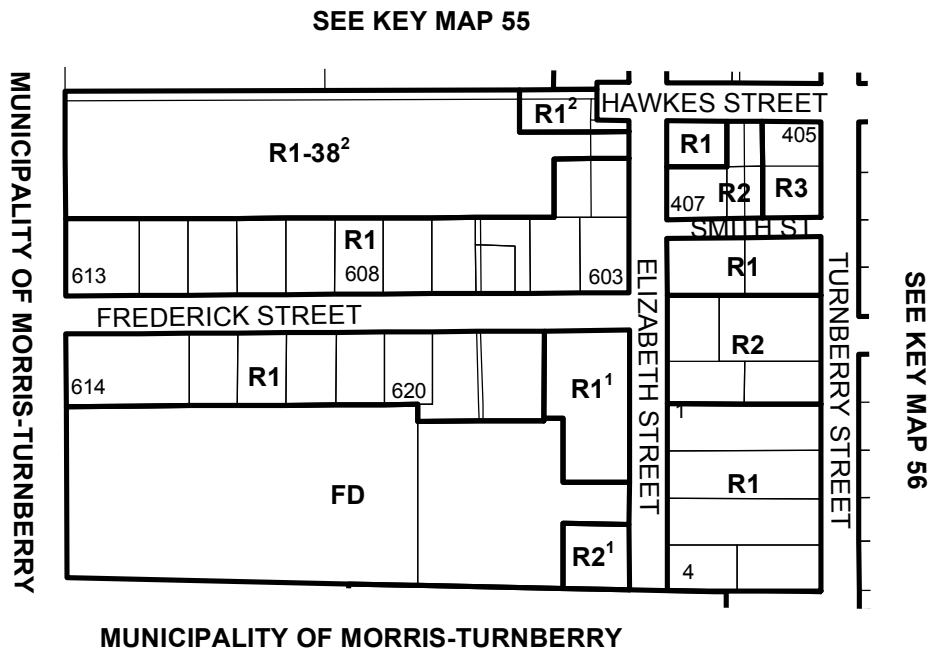 SEE KEY MAP 55
MUNICIPALITY OF MORRIS-TURNBERRY
R1²
HAWKES STREET
R1-38²
R1
405
407
R2
R3
SMITH ST
R1
613
608
603
R1
ELIZABETH STREET
TURNBERRY STREET
SEE KEY MAP 56
FREDERICK STREET
R2
614
R1
620
R1¹
1
R1
FD
R2¹
4
MUNICIPALITY OF MORRIS-TURNBERRY